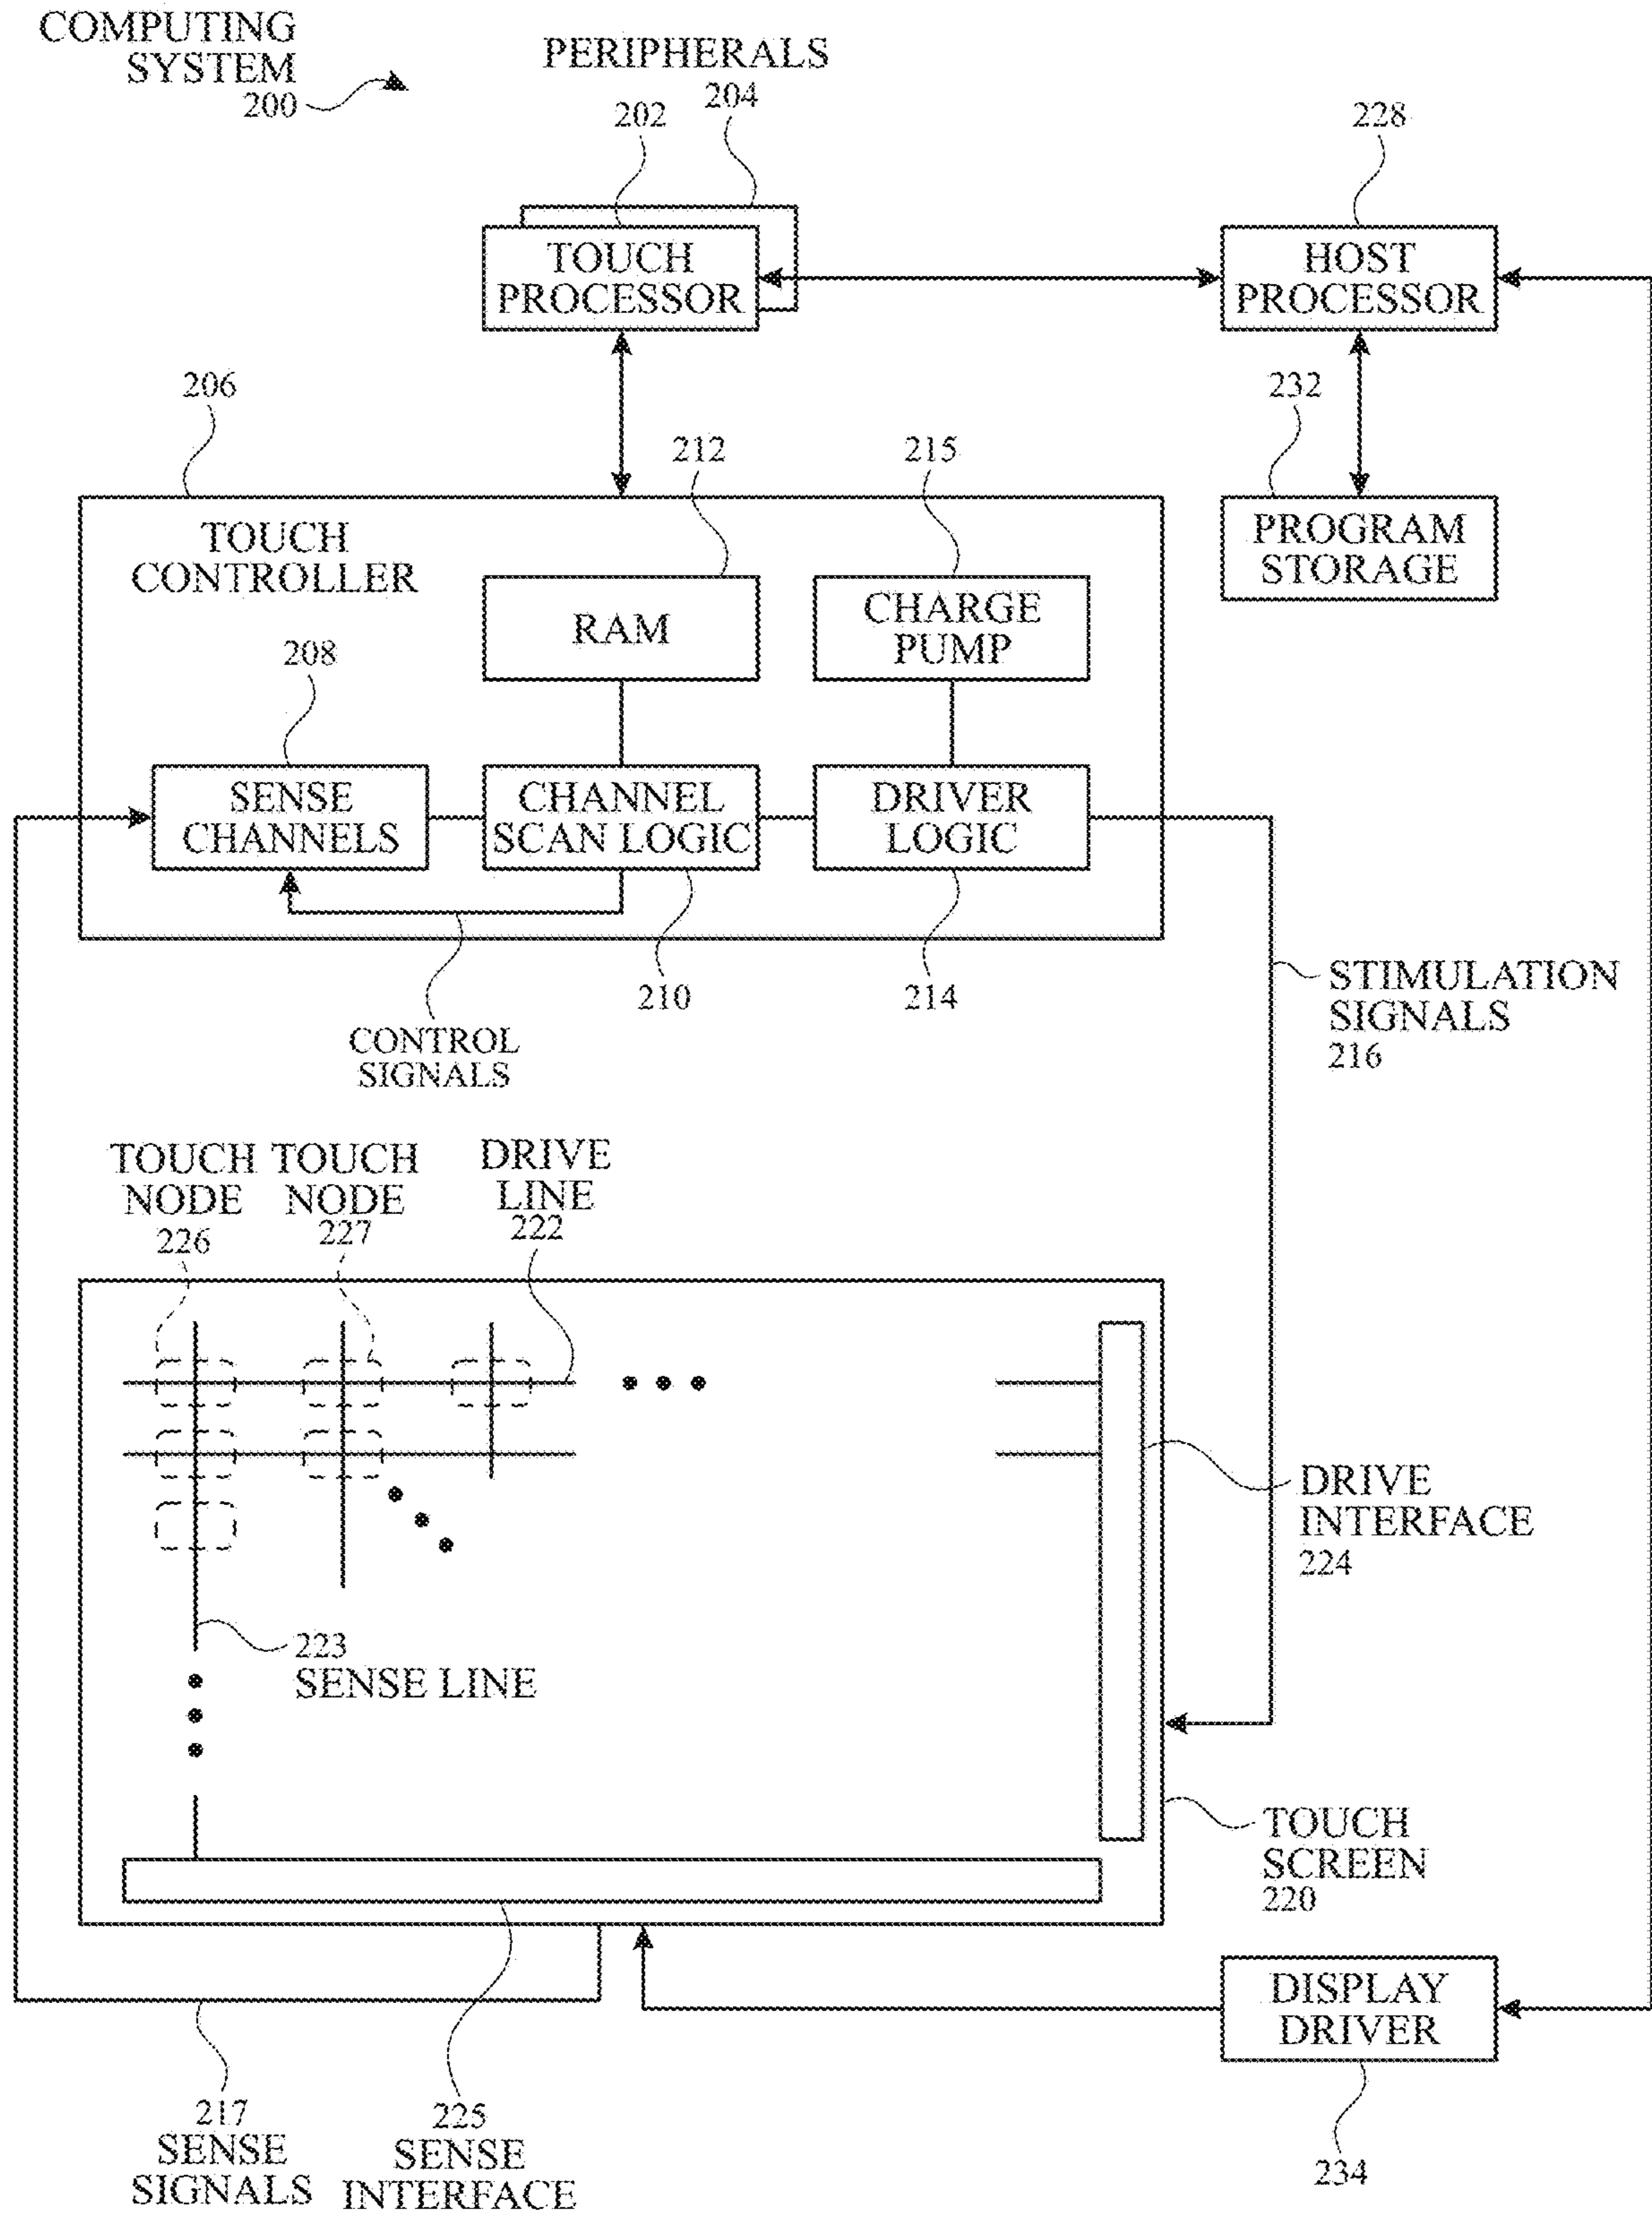 COMPUTING
SYSTEM
200
PERIPHERALS
204
202
228
TOUCH
PROCESSOR
HOST
PROCESSOR
206
232
212
215
TOUCH
CONTROLLER
PROGRAM
STORAGE
RAM
CHARGE
PUMP
208
SENSE
CHANNELS
CHANNEL
SCAN LOGIC
DRIVER
LOGIC
210
214
STIMULATION
SIGNALS
216
CONTROL
SIGNALS
TOUCH
NODE
226
TOUCH
NODE
227
DRIVE
LINE
222
DRIVE
INTERFACE
224
223
SENSE LINE
TOUCH
SCREEN
220
DISPLAY
DRIVER
217
SENSE
SIGNALS
225
SENSE
INTERFACE
234